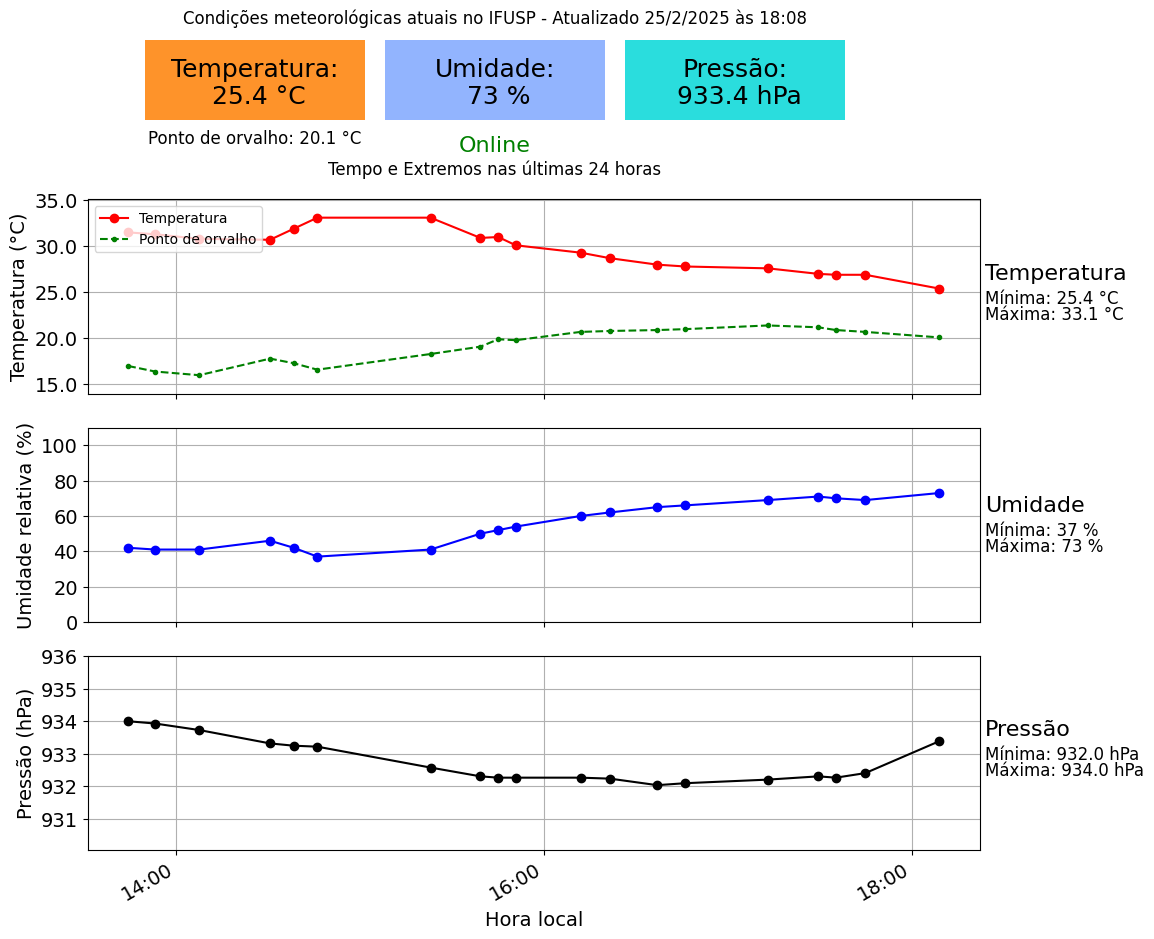 Condições meteorológicas atuais no IFUSP - Atualizado 25/2/2025 às 18:08
Temperatura:
25.4 °C
Umidade:
73 %
Pressão:
933.4 hPa
Ponto de orvalho: 20.1 °C
Online
Tempo e Extremos nas últimas 24 horas
Temperatura (°C)
35.0
30.0
25.0
20.0
15.0
Temperatura
Ponto de orvalho
Temperatura
Mínima: 25.4 °C
Máxima: 33.1 °C
Umidade relativa (%)
100
80
60
40
20
0
Umidade
Mínima: 37 %
Máxima: 73 %
Pressão (hPa)
936
935
934
933
932
931
Pressão
Mínima: 932.0 hPa
Máxima: 934.0 hPa
14:00
16:00
18:00
Hora local